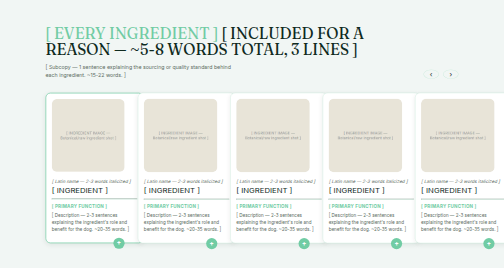 [ EVERY INGREDIENT ] [ INCLUDED FOR A
REASON — ~5-8 WORDS TOTAL, 3 LINES ]
[ Subcopy — 1 sentence explaining the sourcing or quality standard behind
each ingredient. ~15-22 words. ]
[ INGREDIENT IMAGE —
Botanical/raw ingredient shot ]
[ Latin name — 2-3 words italicised ]
[ INGREDIENT ]
[ PRIMARY FUNCTION ]
[ Description — 2-3 sentences
explaining the ingredient's role and
benefit for the dog. ~20-35 words. ]
+
[ INGREDIENT IMAGE —
Botanical/raw ingredient shot ]
[ Latin name — 2-3 words italicised ]
[ INGREDIENT ]
[ PRIMARY FUNCTION ]
[ Description — 2-3 sentences
explaining the ingredient's role and
benefit for the dog. ~20-35 words. ]
+
[ INGREDIENT IMAGE —
Botanical/raw ingredient shot ]
[ Latin name — 2-3 words italicised ]
[ INGREDIENT ]
[ PRIMARY FUNCTION ]
[ Description — 2-3 sentences
explaining the ingredient's role and
benefit for the dog. ~20-35 words. ]
+
[ INGREDIENT IMAGE —
Botanical/raw ingredient shot ]
[ Latin name — 2-3 words italicised ]
[ INGREDIENT ]
[ PRIMARY FUNCTION ]
[ Description — 2-3 sentences
explaining the ingredient's role and
benefit for the dog. ~20-35 words. ]
+
[ INGREDIENT IMAGE —
Botanical/raw ingredient shot ]
[ Latin name — 2-3 words italicised ]
[ INGREDIENT ]
[ PRIMARY FUNCTION ]
[ Description — 2-3 sentences
explaining the ingredient's role and
benefit for the dog. ~20-35 words. ]
+